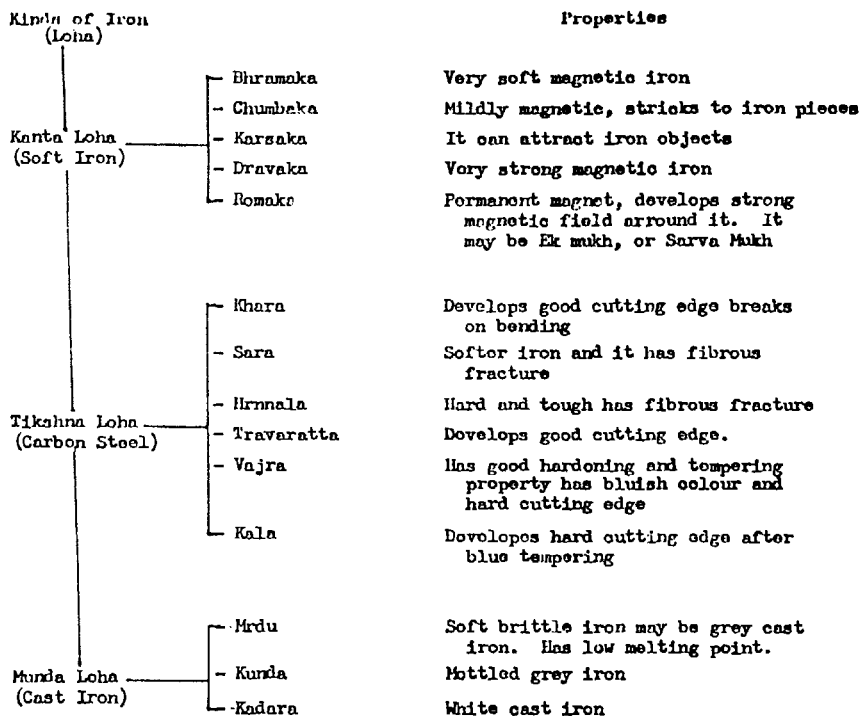 Kinds of Iron Properties
(Loha)
Bhramaka Very soft magnetic iron
Chumbaka Mildly magnetic, stricks to iron pieces
Kanta Loha Karsaka It can attract iron objects
(Soft Iron)
Dravaka Very strong magnetic iron
Romaka Permanent magnet, develops strong
magnetic field arround it. It
may be Ek mukh, or Sarva Mukh
Khara Develops good cutting edge breaks
on bending
Sara Softer iron and it has fibrous
fracture
Hrnnala Hard and tough has fibrous fracture
Tikshna Loha Travaratta Develops good cutting edge.
(Carbon Steel)
Vajra Has good hardening and tempering
property has bluish colour and
hard cutting edge
Kala Developes hard cutting edge after
blue tempering
Mrdu Soft brittle iron may be grey cast
iron. Has low melting point.
Munda Loha Kunda Mottled grey iron
(Cast Iron)
Kadara White cast iron